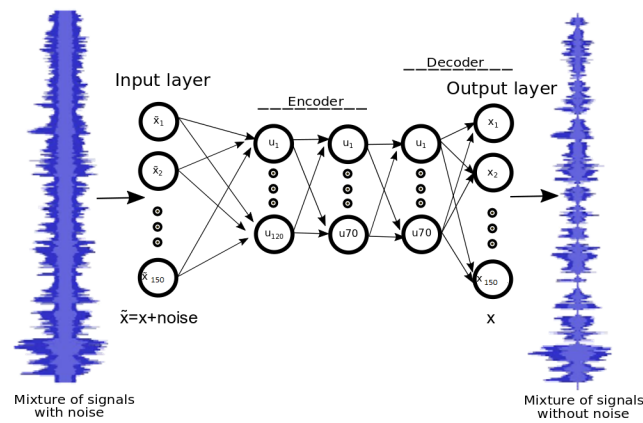 Decoder
Input layer
Output layer
Encoder
x̃1
u1
u1
u1
x1
x̃2
x2
u120
u70
u70
x̃150
x150
x̃=x+noise
x
Mixture of signals
with noise
Mixture of signals
without noise